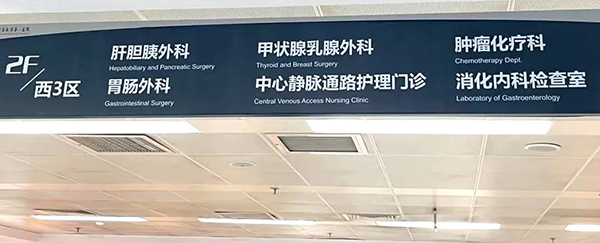 2F
西3区
肝胆胰外科
Hepatobiliary and Pancreatic Surgery
胃肠外科
Gastrointestinal Surgery
甲状腺乳腺外科
Thyroid and Breast Surgery
中心静脉通路护理门诊
Central Venous Access Nursing Clinic
肿瘤化疗科
Chemotherapy Dept.
消化内科检查室
Laboratory of Gastroenterology